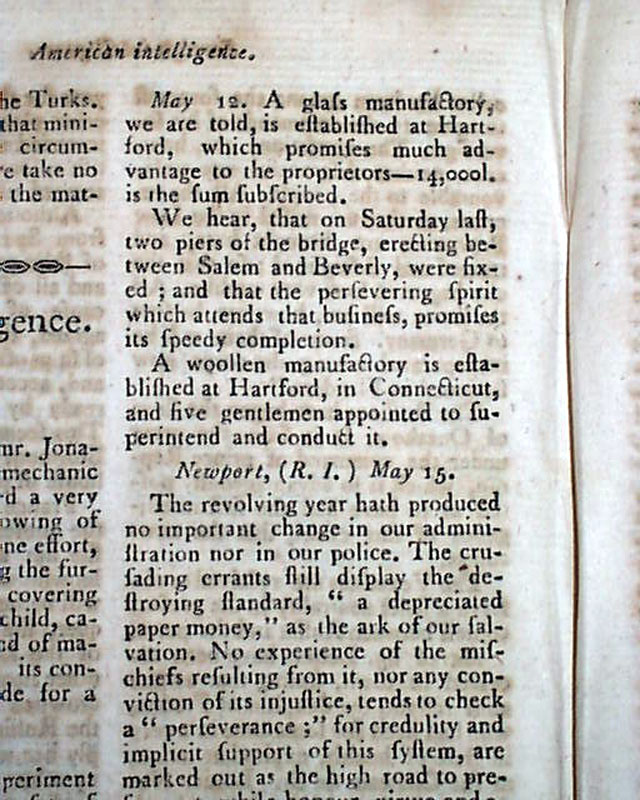 American intelligence.
he Turks.
that mini-
circum-
e take no
the mat-
gence.
mr. Jona-
mechanic
d a very
owing of
ne effort,
g the fur-
covering
child, ca-
d of ma-
its con-
de for a
periment
May 12. A glaſs manufactory,
we are told, is eſtabliſhed at Hart-
ford, which promiſes much ad-
vantage to the proprietors—14,000l.
is the ſum ſubſcribed.
We hear, that on Saturday laſt,
two piers of the bridge, erecting be-
tween Salem and Beverly, were fix-
ed ; and that the perſevering ſpirit
which attends that buſineſs, promiſes
its ſpeedy completion.
A woollen manufactory is eſta-
bliſhed at Hartford, in Connecticut,
and five gentlemen appointed to ſu-
perintend and conduct it.
Newport, (R. I.) May 15.
The revolving year hath produced
no important change in our admini-
ſtration nor in our police. The cru-
ſading errants ſtill diſplay the de-
ſtroying ſtandard, “ a depreciated
paper money,” as the ark of our ſal-
vation. No experience of the miſ-
chiefs reſulting from it, nor any con-
viction of its injuſtice, tends to check
a “ perſeverance ;” for credulity and
implicit ſupport of this ſyſtem, are
marked out as the high road to pre-